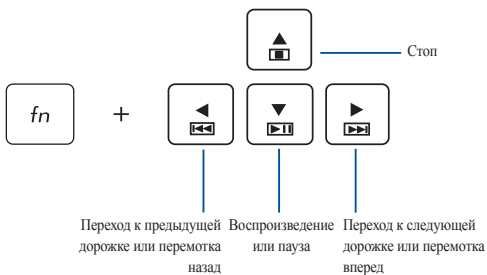 Стоп
fn +
Переход к предыдущей
дорожке или перемотка
назад
Воспроизведение
или пауза
Переход к следующей
дорожке или перемотка
вперед